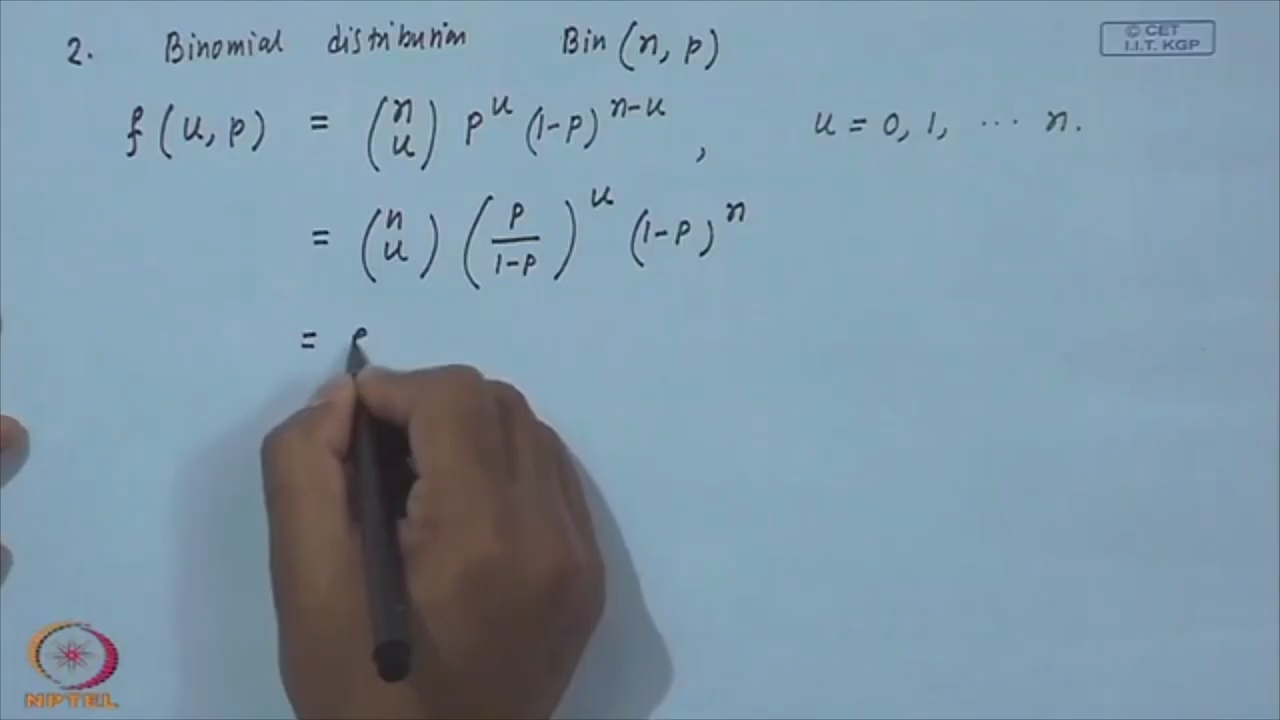 2. Binomial distribution Bin (n, p)
© CET
I.I.T. KGP
f (u, p) = (n u) p^u (1-p)^{n-u} , u = 0, 1, ... n.
= (n u) (p/(1-p))^u (1-p)^n
= e
NPTEL